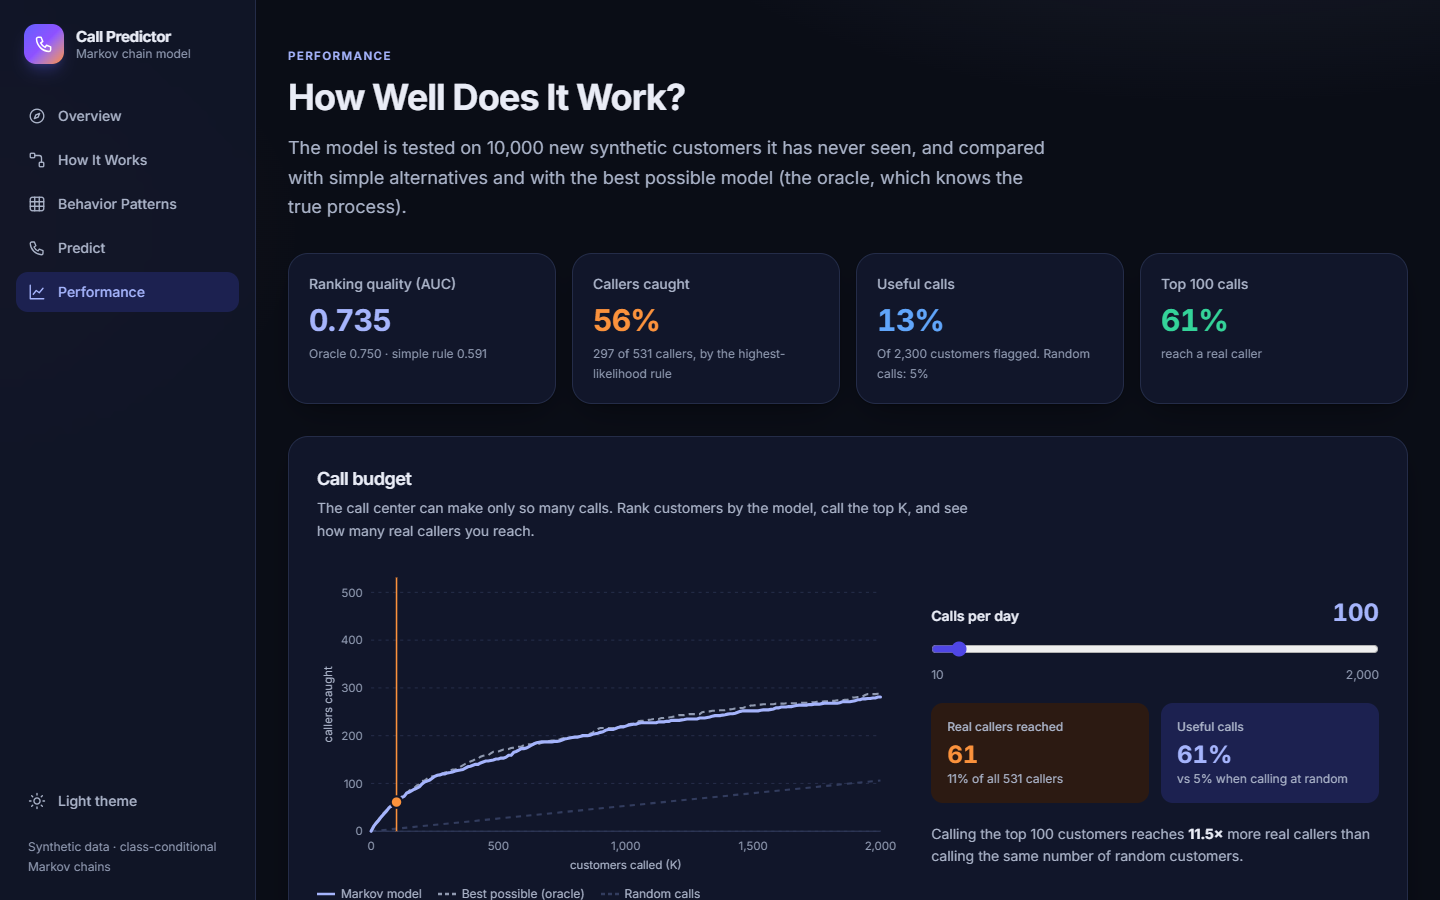 Call Predictor
Markov chain model
Overview
How It Works
Behavior Patterns
Predict
Performance
Light theme
Synthetic data · class-conditional
Markov chains
PERFORMANCE
How Well Does It Work?
The model is tested on 10,000 new synthetic customers it has never seen, and compared
with simple alternatives and with the best possible model (the oracle, which knows the
true process).
Ranking quality (AUC)
0.735
Oracle 0.750 · simple rule 0.591
Callers caught
56%
297 of 531 callers, by the highest-
likelihood rule
Useful calls
13%
Of 2,300 customers flagged. Random
calls: 5%
Top 100 calls
61%
reach a real caller
Call budget
The call center can make only so many calls. Rank customers by the model, call the top K, and see
how many real callers you reach.
500
400
300
200
100
0
callers caught
0 500 1,000 1,500 2,000
customers called (K)
Markov model Best possible (oracle) Random calls
Calls per day 100
10 2,000
Real callers reached
61
11% of all 531 callers
Useful calls
61%
vs 5% when calling at random
Calling the top 100 customers reaches 11.5× more real callers than
calling the same number of random customers.